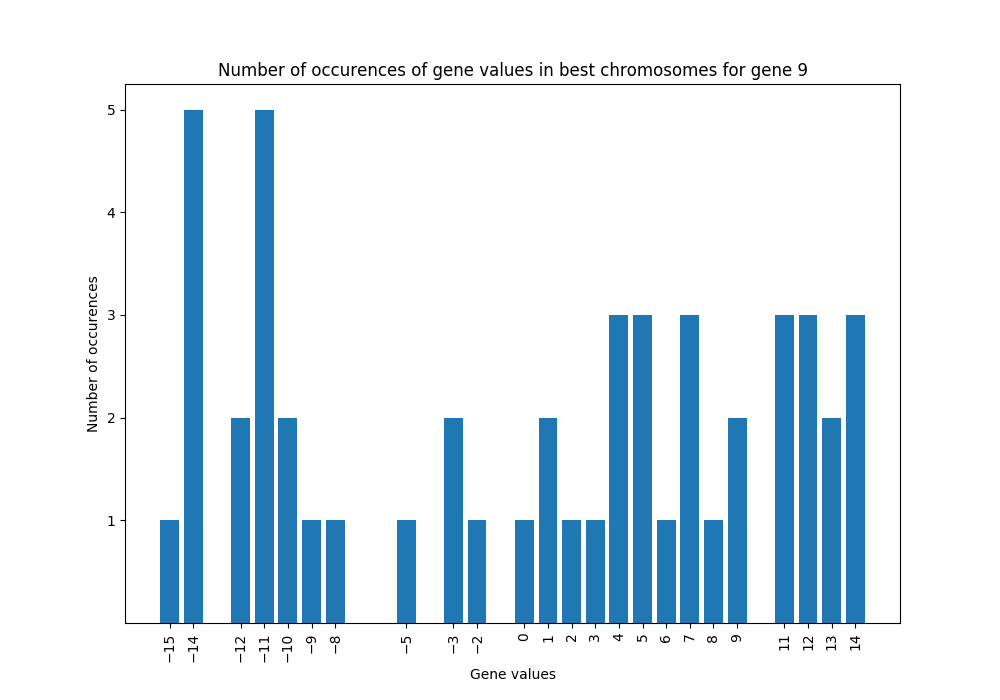 Number of occurences of gene values in best chromosomes for gene 9
5
4
3
2
1
Number of occurences
−15 −14 −12 −11 −10 −9 −8 −5 −3 −2 0 1 2 3 4 5 6 7 8 9 11 12 13 14
Gene values